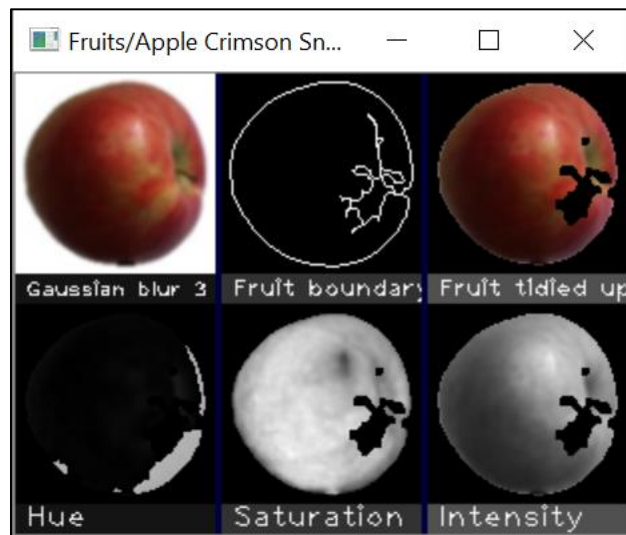 Fruits/Apple Crimson Sn...
Gaussian blur 3
Fruit boundary
Fruit tidied up
Hue
Saturation
Intensity